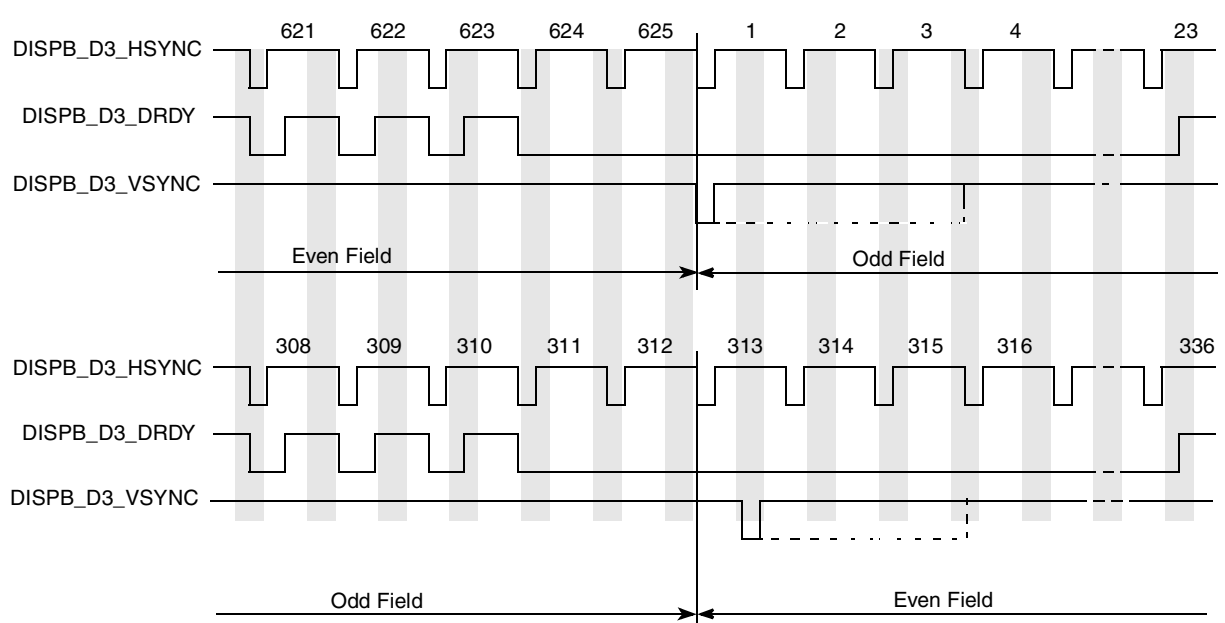 621 622 623 624 625 1 2 3 4 23
DISPB_D3_HSYNC
DISPB_D3_DRDY
DISPB_D3_VSYNC
Even Field Odd Field
308 309 310 311 312 313 314 315 316 336
DISPB_D3_HSYNC
DISPB_D3_DRDY
DISPB_D3_VSYNC
Odd Field Even Field